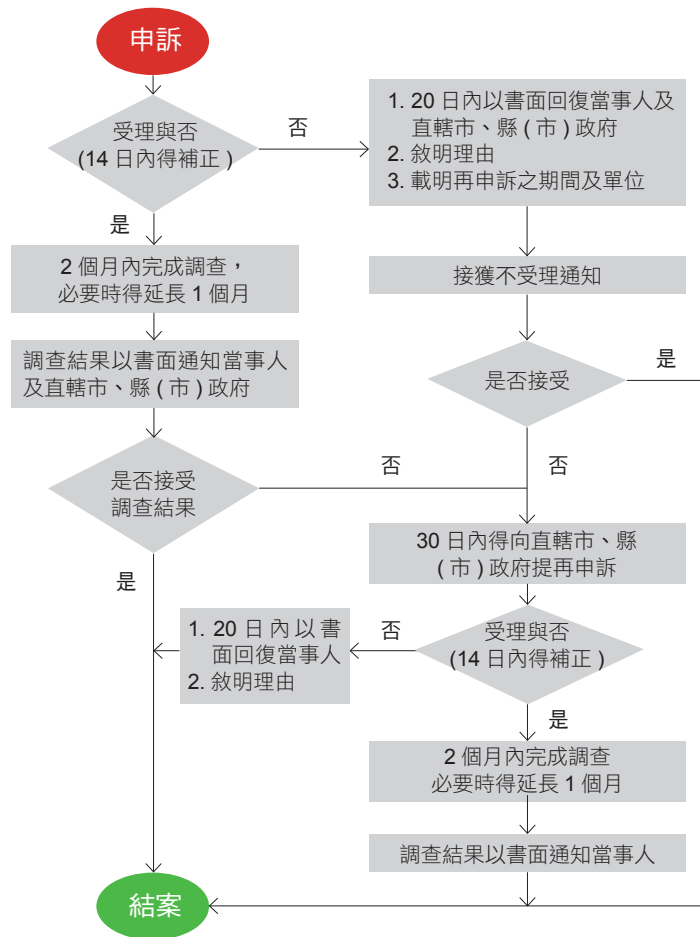 申訴
受理與否
(14 日內得補正 )
否
1. 20 日內以書面回復當事人及
直轄市、縣 ( 市 ) 政府
2. 敘明理由
3. 載明再申訴之期間及單位
是
2 個月內完成調查，
必要時得延長 1 個月
接獲不受理通知
調查結果以書面通知當事人
及直轄市、縣 ( 市 ) 政府
是否接受
是
是否接受
調查結果
否
否
30 日內得向直轄市、縣
( 市 ) 政府提再申訴
是
1. 20 日內以書
面回復當事人
2. 敘明理由
否
受理與否
(14 日內得補正 )
是
2 個月內完成調查
必要時得延長 1 個月
調查結果以書面通知當事人
結案